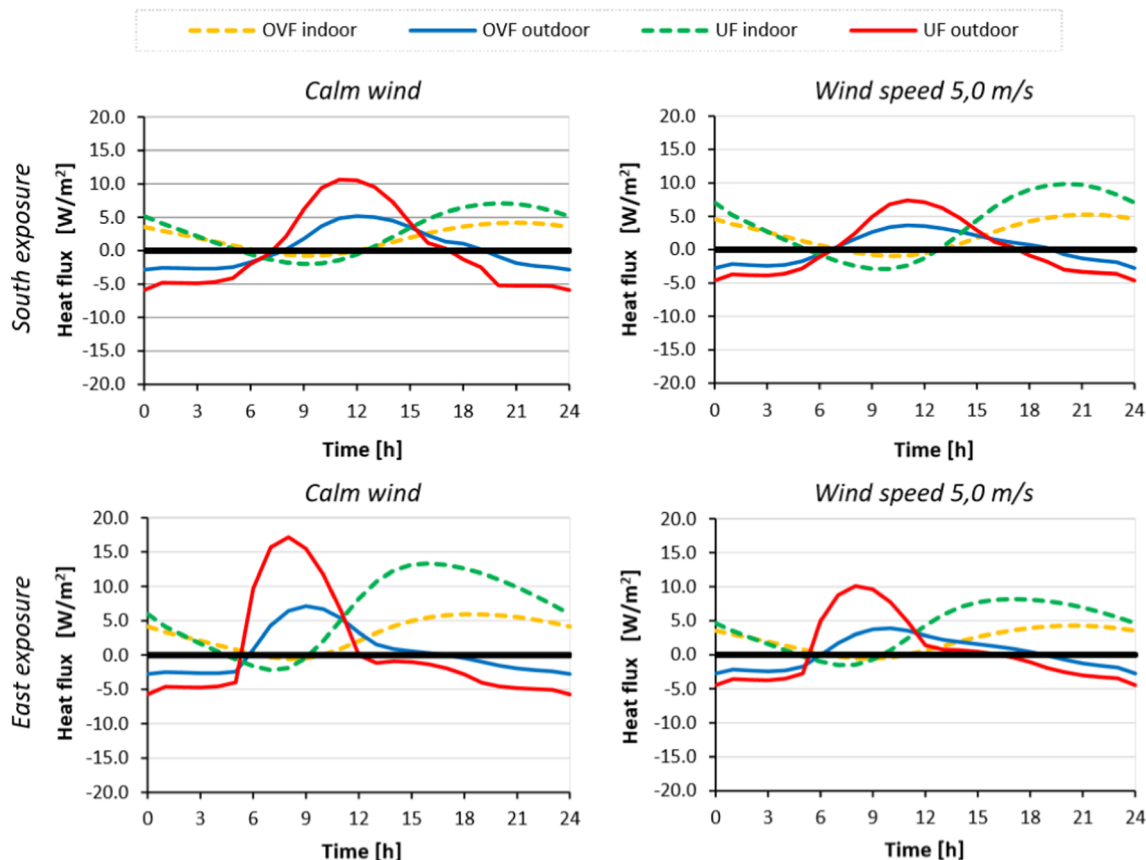 OVF indoor OVF outdoor UF indoor UF outdoor
Calm wind
Wind speed 5,0 m/s
South exposure
Heat flux [W/m²]
20.0
15.0
10.0
5.0
0.0
-5.0
-10.0
-15.0
-20.0
0 3 6 9 12 15 18 21 24
Time [h]
Heat flux [W/m²]
20.0
15.0
10.0
5.0
0.0
-5.0
-10.0
-15.0
-20.0
0 3 6 9 12 15 18 21 24
Time [h]
Calm wind
Wind speed 5,0 m/s
East exposure
Heat flux [W/m²]
20.0
15.0
10.0
5.0
0.0
-5.0
-10.0
-15.0
-20.0
0 3 6 9 12 15 18 21 24
Time [h]
Heat flux [W/m²]
20.0
15.0
10.0
5.0
0.0
-5.0
-10.0
-15.0
-20.0
0 3 6 9 12 15 18 21 24
Time [h]